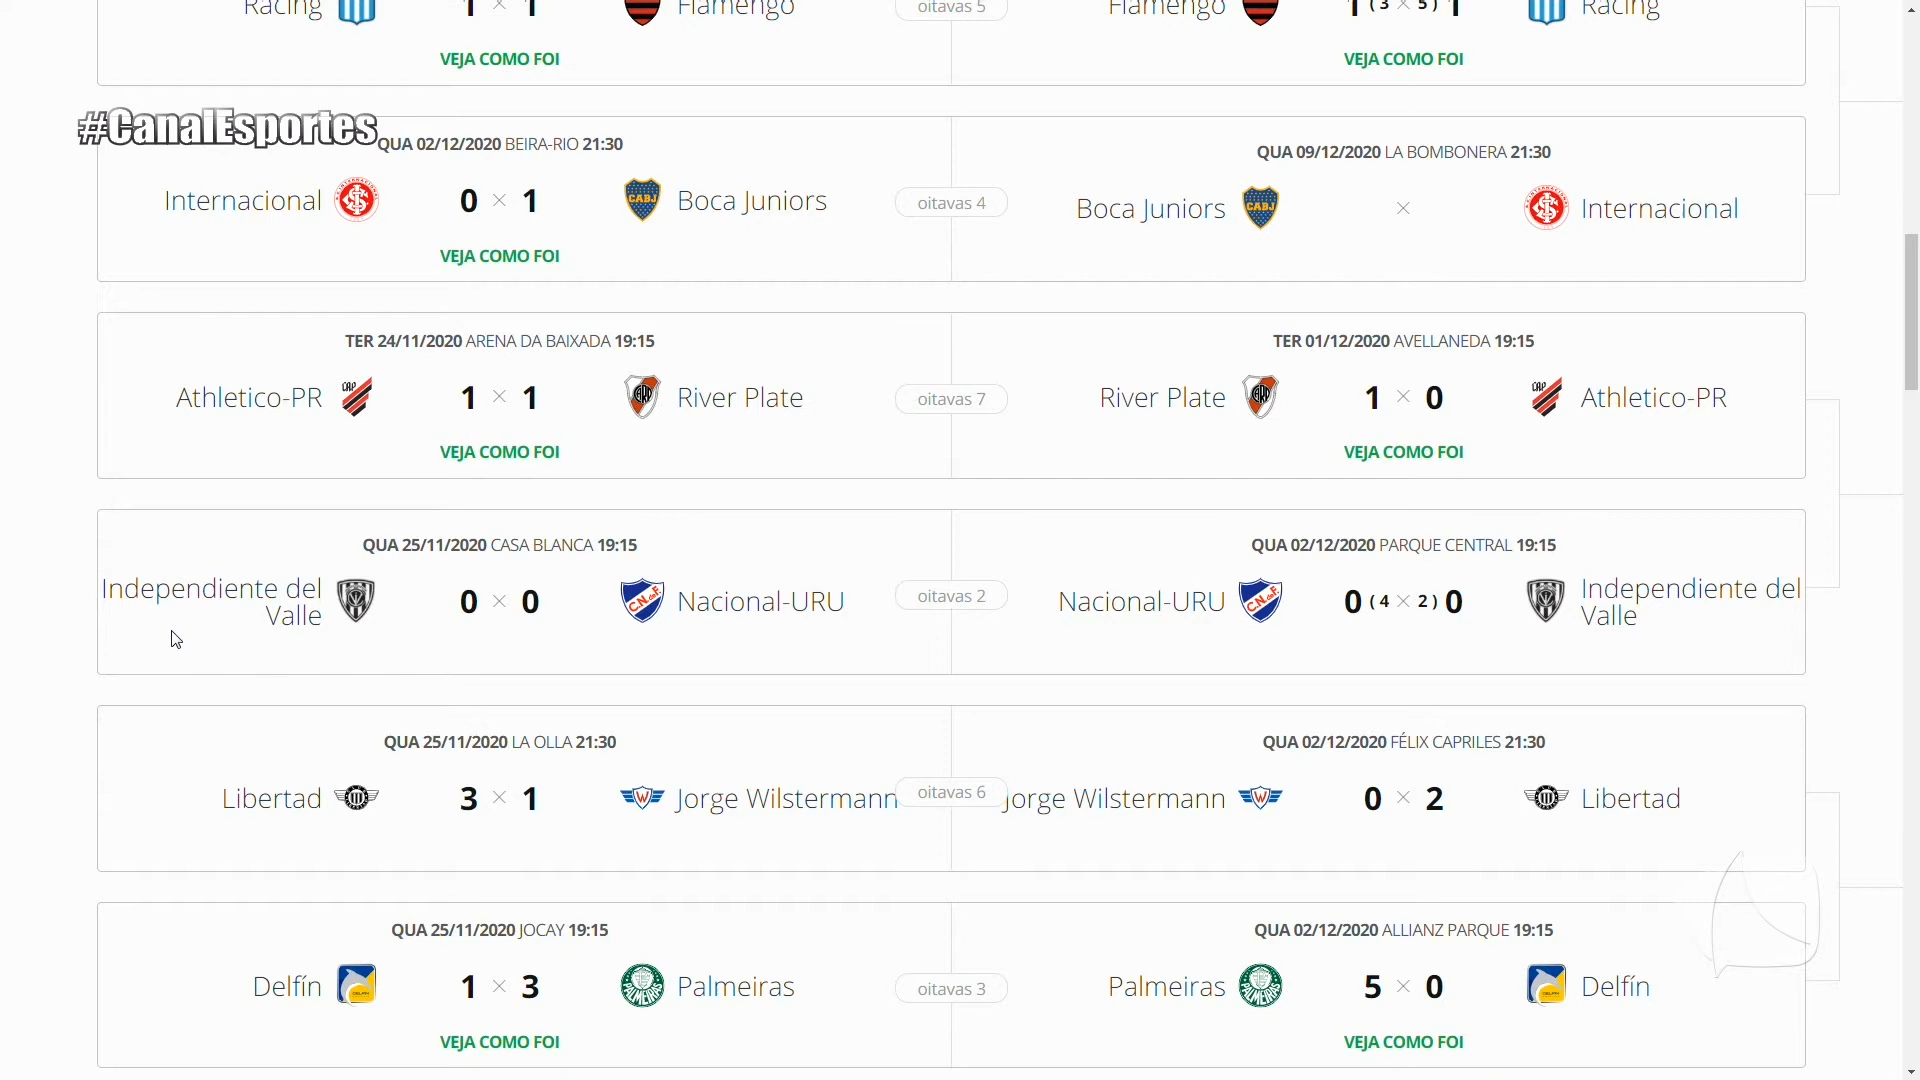 Racing 1 × 1 Flamengo oitavas 5 Flamengo 1 ( 3 × 5 ) 1 Racing
VEJA COMO FOI VEJA COMO FOI
#CanalEsportes
QUA 02/12/2020 BEIRA-RIO 21:30 QUA 09/12/2020 LA BOMBONERA 21:30
Internacional 0 × 1 Boca Juniors oitavas 4 Boca Juniors × Internacional
VEJA COMO FOI
TER 24/11/2020 ARENA DA BAIXADA 19:15 TER 01/12/2020 AVELLANEDA 19:15
Athletico-PR 1 × 1 River Plate oitavas 7 River Plate 1 × 0 Athletico-PR
VEJA COMO FOI VEJA COMO FOI
QUA 25/11/2020 CASA BLANCA 19:15 QUA 02/12/2020 PARQUE CENTRAL 19:15
Independiente del Independiente del
Valle 0 × 0 Nacional-URU oitavas 2 Nacional-URU 0 ( 4 × 2 ) 0 Valle
QUA 25/11/2020 LA OLLA 21:30 QUA 02/12/2020 FÉLIX CAPRILES 21:30
Libertad 3 × 1 Jorge Wilstermann oitavas 6 Jorge Wilstermann 0 × 2 Libertad
QUA 25/11/2020 JOCAY 19:15 QUA 02/12/2020 ALLIANZ PARQUE 19:15
Delfín 1 × 3 Palmeiras oitavas 3 Palmeiras 5 × 0 Delfín
VEJA COMO FOI VEJA COMO FOI